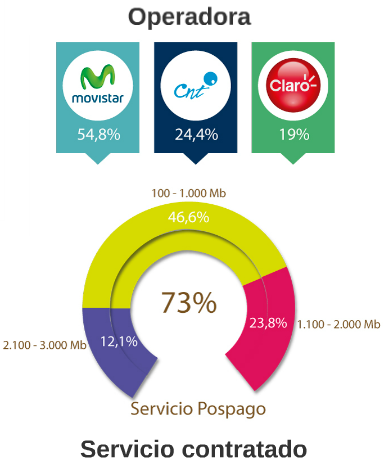 Operadora
movistar
Cnt
Claro
54,8%
24,4%
19%
100 - 1.000 Mb
46,6%
73%
23,8%
1.100 - 2.000 Mb
2.100 - 3.000 Mb
12,1%
Servicio Pospago
Servicio contratado